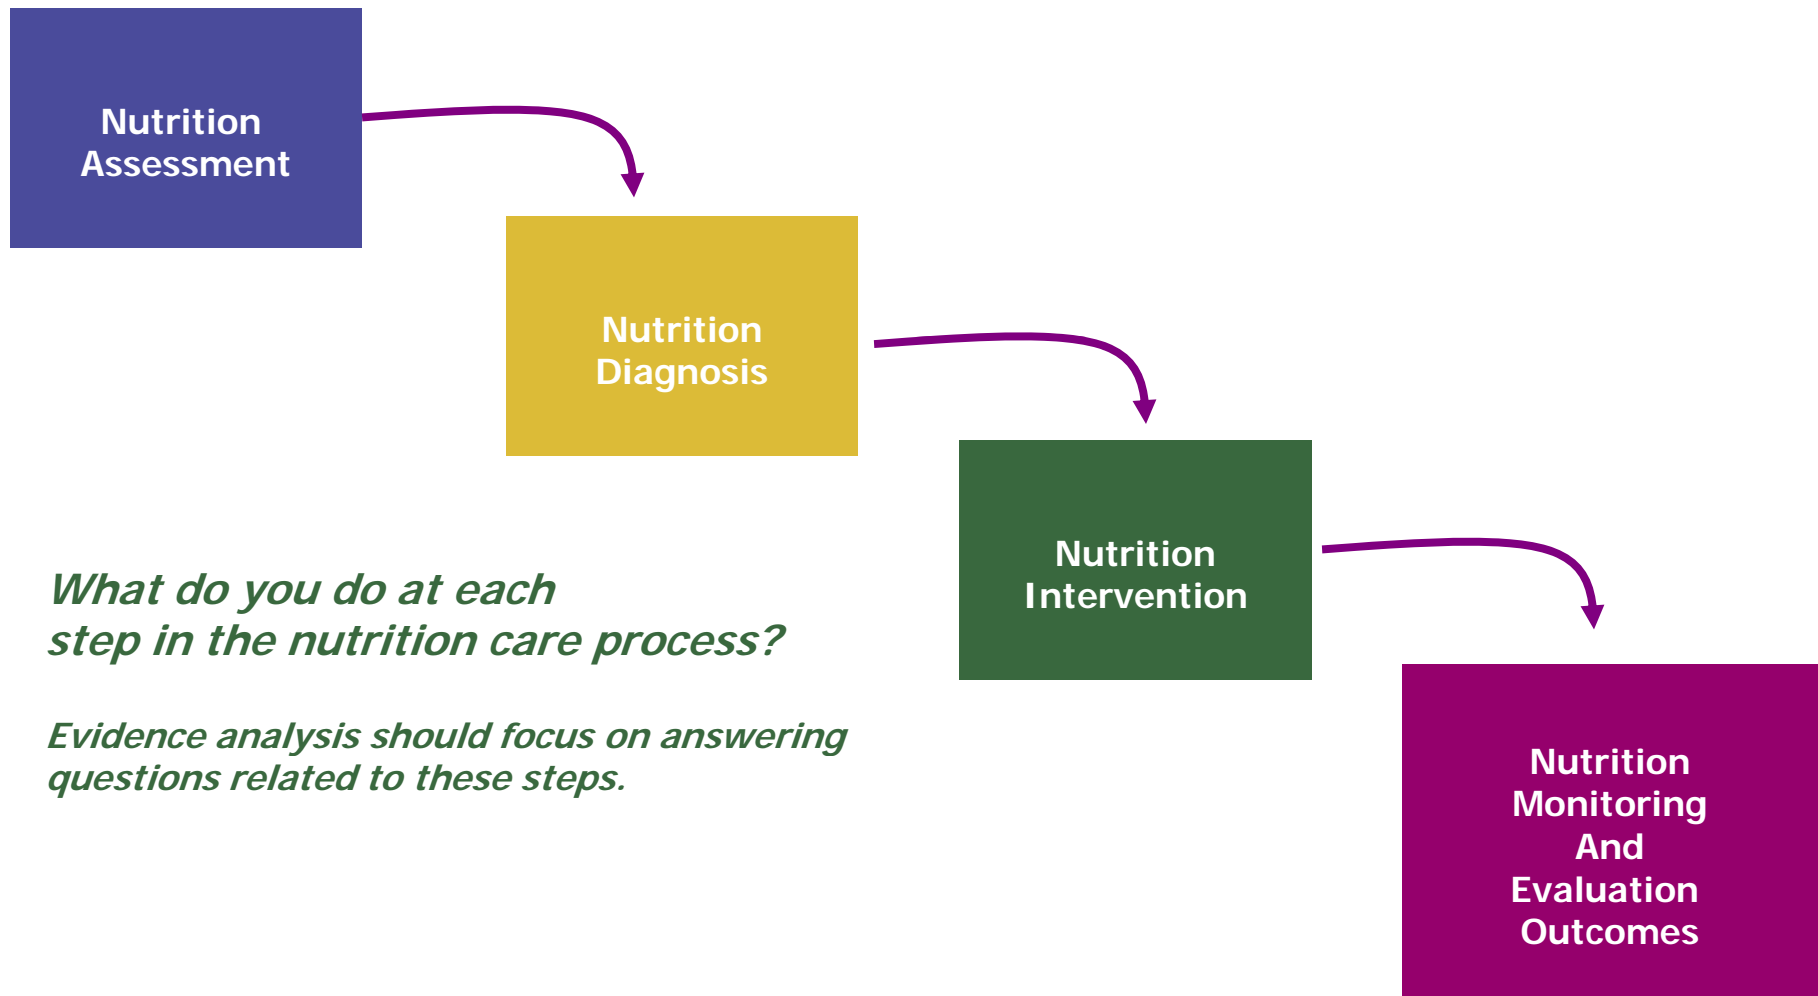 Nutrition
Assessment
Nutrition
Diagnosis
Nutrition
Intervention
What do you do at each
step in the nutrition care process?
Evidence analysis should focus on answering
questions related to these steps.
Nutrition
Monitoring
And
Evaluation
Outcomes